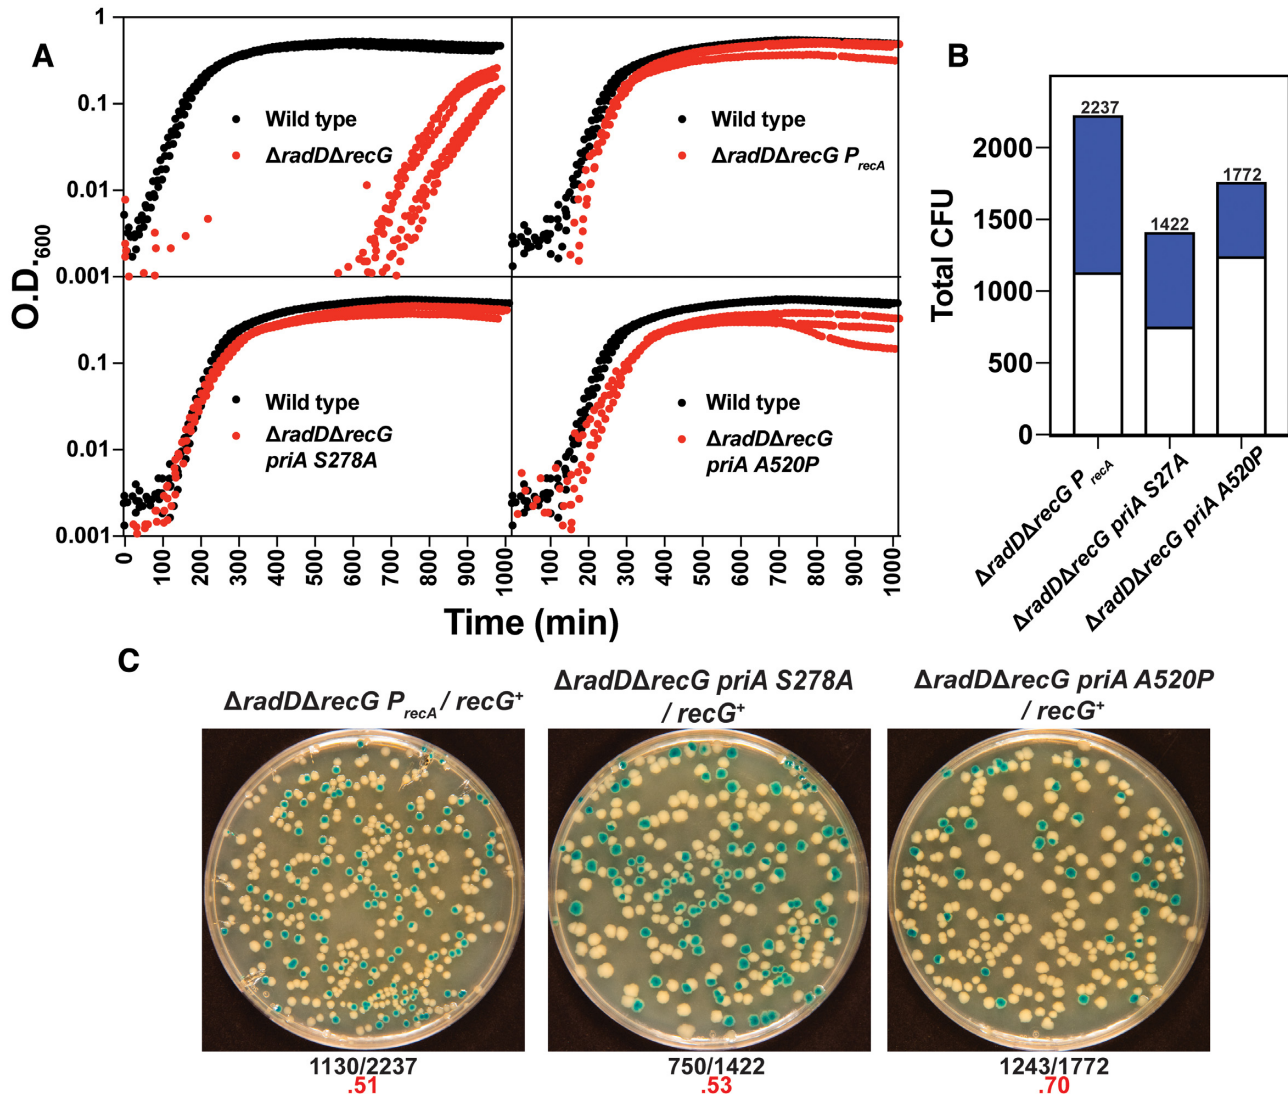 A
B
1
0.1
0.01
0.001
0.1
0.01
0.001
O.D.600
Wild type
ΔradDΔrecG
Wild type
ΔradDΔrecG PrecA
Wild type
ΔradDΔrecG
priA S278A
Wild type
ΔradDΔrecG
priA A520P
0 100 200 300 400 500 600 700 800 900 1000 100 200 300 400 500 600 700 800 900 1000
Time (min)
Total CFU
2000
1500
1000
500
0
2237
1422
1772
ΔradDΔrecG PrecA
ΔradDΔrecG priA S27A
ΔradDΔrecG priA A520P
C
ΔradDΔrecG PrecA / recG+
ΔradDΔrecG priA S278A
/ recG+
ΔradDΔrecG priA A520P
/ recG+
1130/2237
.51
750/1422
.53
1243/1772
.70